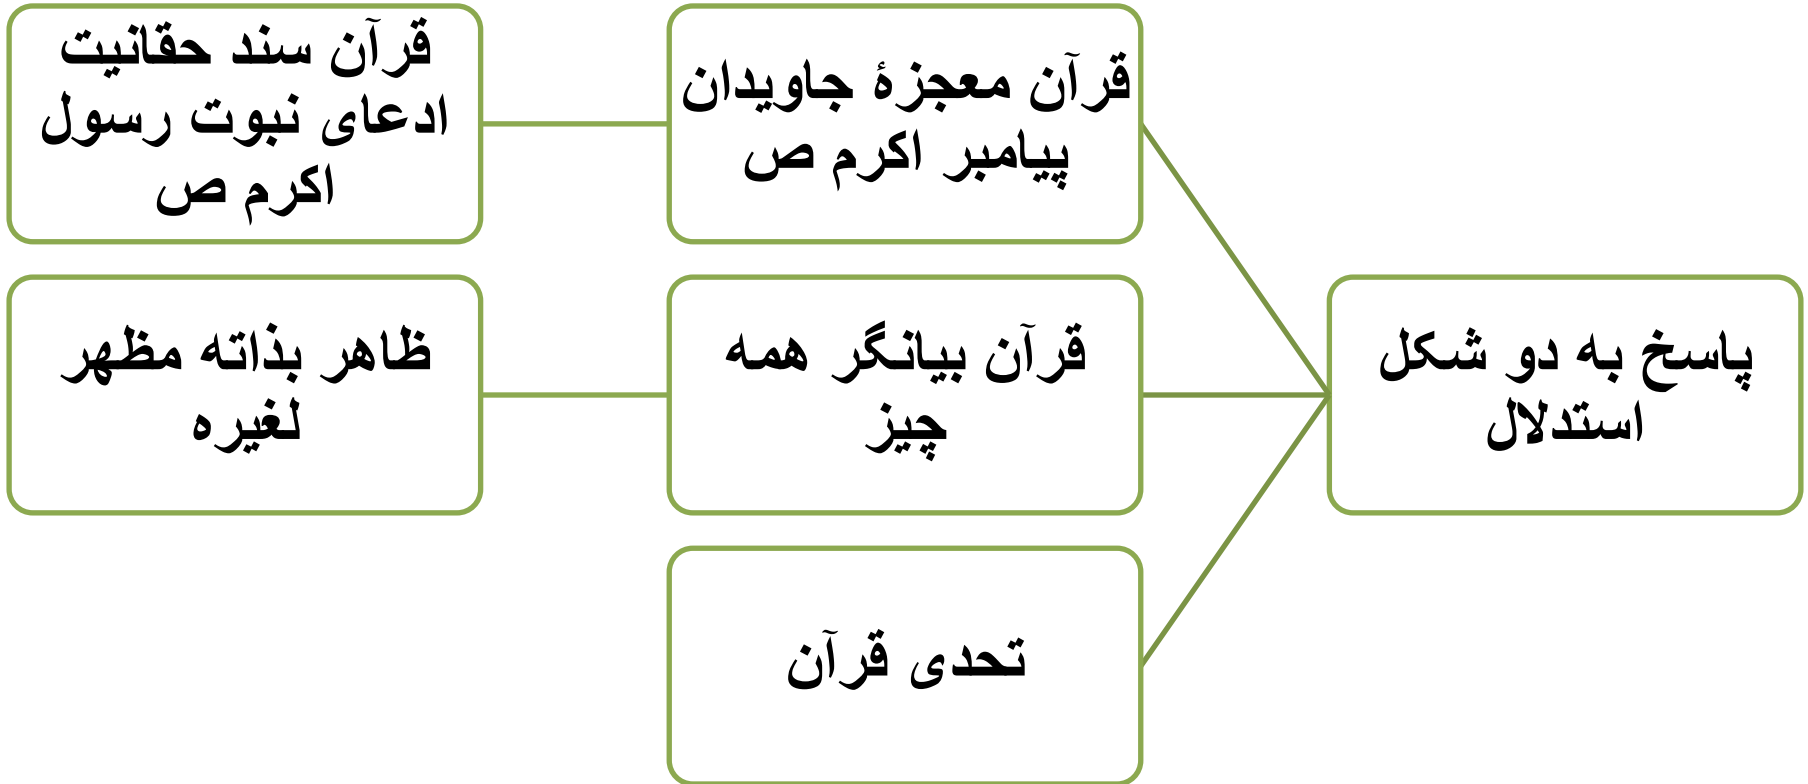 پاسخ به دو شکل
استدلال
قرآن معجزهٔ جاویدان
پیامبر اکرم ص
قرآن سند حقانیت
ادعای نبوت رسول
اکرم ص
قرآن بیانگر همه
چیز
ظاهر بذاته مظهر
لغیره
تحدی قرآن